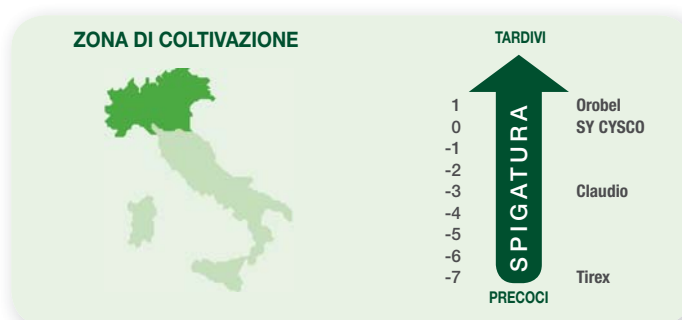 ZONA DI COLTIVAZIONE
TARDIVI
1 Orobel
0 SY CYSCO
-1
-2
-3 Claudio
-4
-5
-6
-7 Tirex
SPIGATURA
PRECOCI